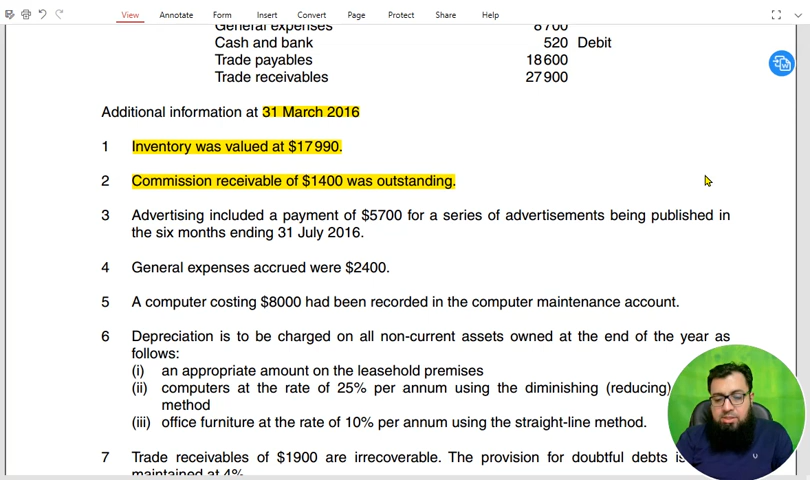 View Annotate Form Insert Convert Page Protect Share Help
General expenses 8700
Cash and bank 520 Debit
Trade payables 18600
Trade receivables 27900
Additional information at 31 March 2016
1 Inventory was valued at $17990.
2 Commission receivable of $1400 was outstanding.
3 Advertising included a payment of $5700 for a series of advertisements being published in
the six months ending 31 July 2016.
4 General expenses accrued were $2400.
5 A computer costing $8000 had been recorded in the computer maintenance account.
6 Depreciation is to be charged on all non-current assets owned at the end of the year as
follows:
(i) an appropriate amount on the leasehold premises
(ii) computers at the rate of 25% per annum using the diminishing (reducing)
method
(iii) office furniture at the rate of 10% per annum using the straight-line method.
7 Trade receivables of $1900 are irrecoverable. The provision for doubtful debts is
maintained at 4%